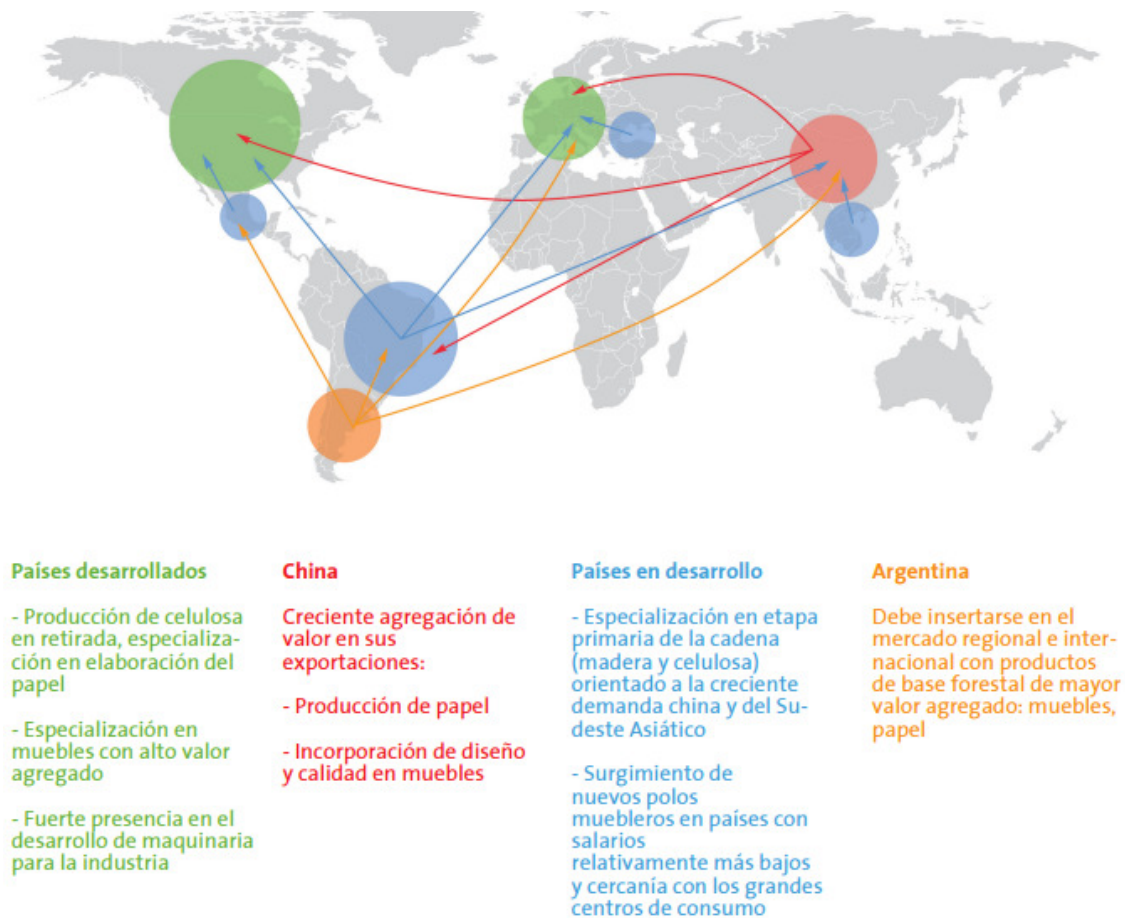 Países desarrollados
- Producción de celulosa
en retirada, especializa-
ción en elaboración del
papel
- Especialización en
muebles con alto valor
agregado
- Fuerte presencia en el
desarrollo de maquinaria
para la industria
China
Creciente agregación de
valor en sus
exportaciones:
- Producción de papel
- Incorporación de diseño
y calidad en muebles
Países en desarrollo
- Especialización en etapa
primaria de la cadena
(madera y celulosa)
orientado a la creciente
demanda china y del Su-
deste Asiático
- Surgimiento de
nuevos polos
muebleros en países con
salarios
relativamente más bajos
y cercanía con los grandes
centros de consumo
Argentina
Debe insertarse en el
mercado regional e inter-
nacional con productos
de base forestal de mayor
valor agregado: muebles,
papel